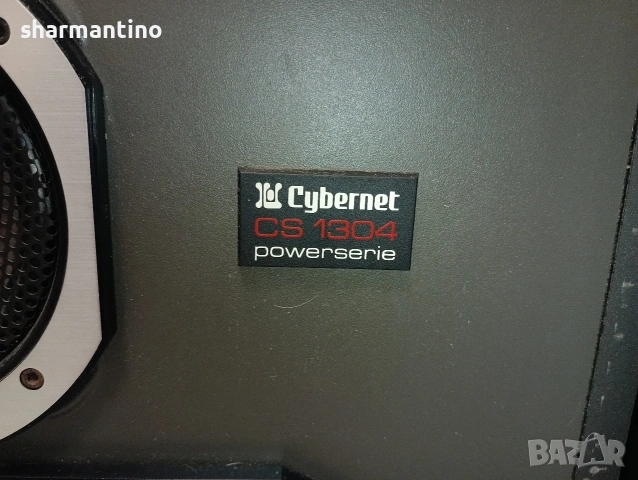 sharmantino
Cybernet
CS 1304
powerserie
BAZAR